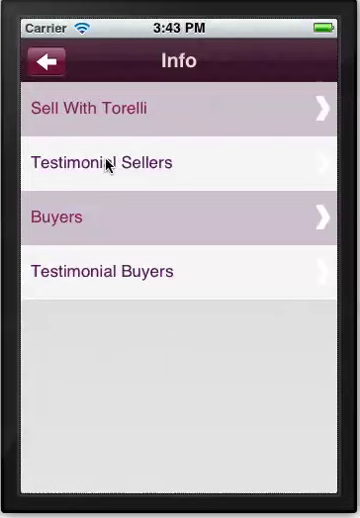 Carrier 3:43 PM
Info
Sell With Torelli
Testimonial Sellers
Buyers
Testimonial Buyers